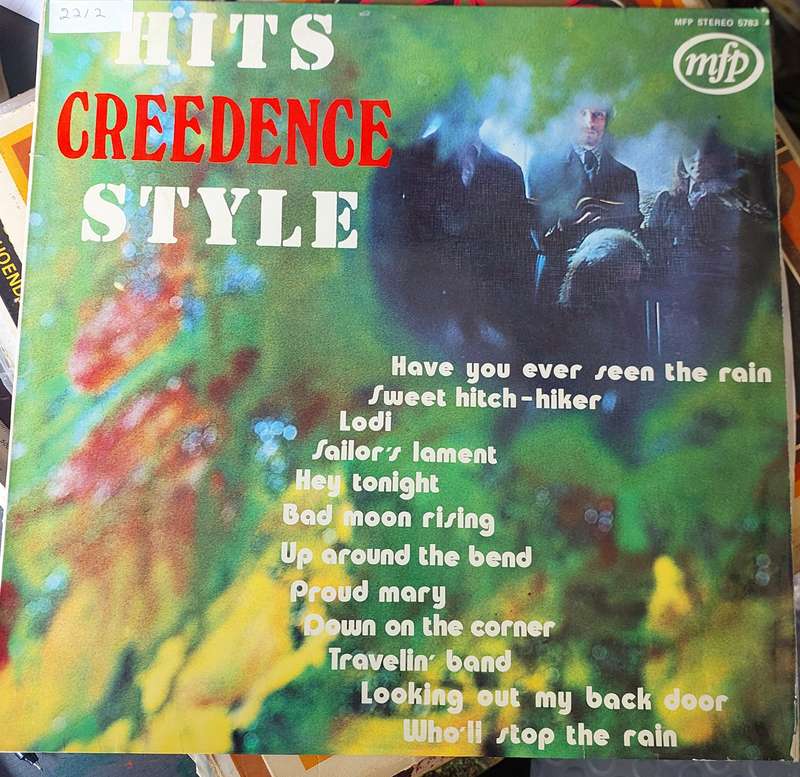 2212
HITS
CREEDENCE
STYLE
MFP STEREO 5783
mfp
Have you ever seen the rain
Sweet hitch-hiker
Lodi
Sailor's lament
Hey tonight
Bad moon rising
Up around the bend
Proud mary
Down on the corner
Travelin' band
Looking out my back door
Who'll stop the rain